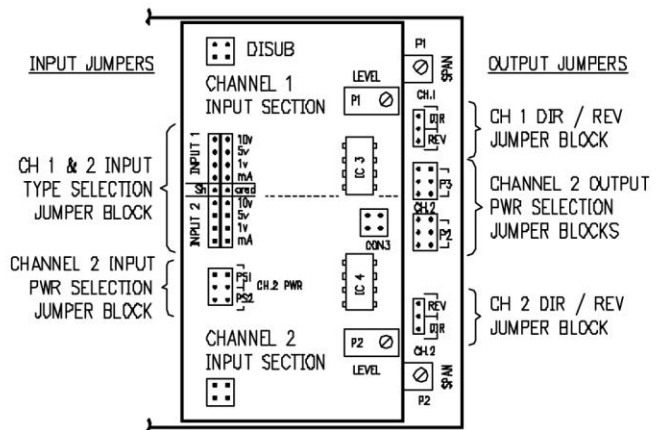 INPUT JUMPERS
CH 1 & 2 INPUT
TYPE SELECTION
JUMPER BLOCK
CHANNEL 2 INPUT
PWR SELECTION
JUMPER BLOCK
DISUB
CHANNEL 1
INPUT SECTION
LEVEL
P1
INPUT 1
10v
5v
1v
mA
Sh ared
INPUT 2
10v
5v
1v
mA
IC 3
CON3
PS1
PS2
CH.2 PWR
IC 4
CHANNEL 2
INPUT SECTION
P2
LEVEL
P1
SPAN
CH.1
DIR
REV
P3
CH.2
P2
REV
DIR
CH.2
SPAN
P2
OUTPUT JUMPERS
CH 1 DIR / REV
JUMPER BLOCK
CHANNEL 2 OUTPUT
PWR SELECTION
JUMPER BLOCKS
CH 2 DIR / REV
JUMPER BLOCK